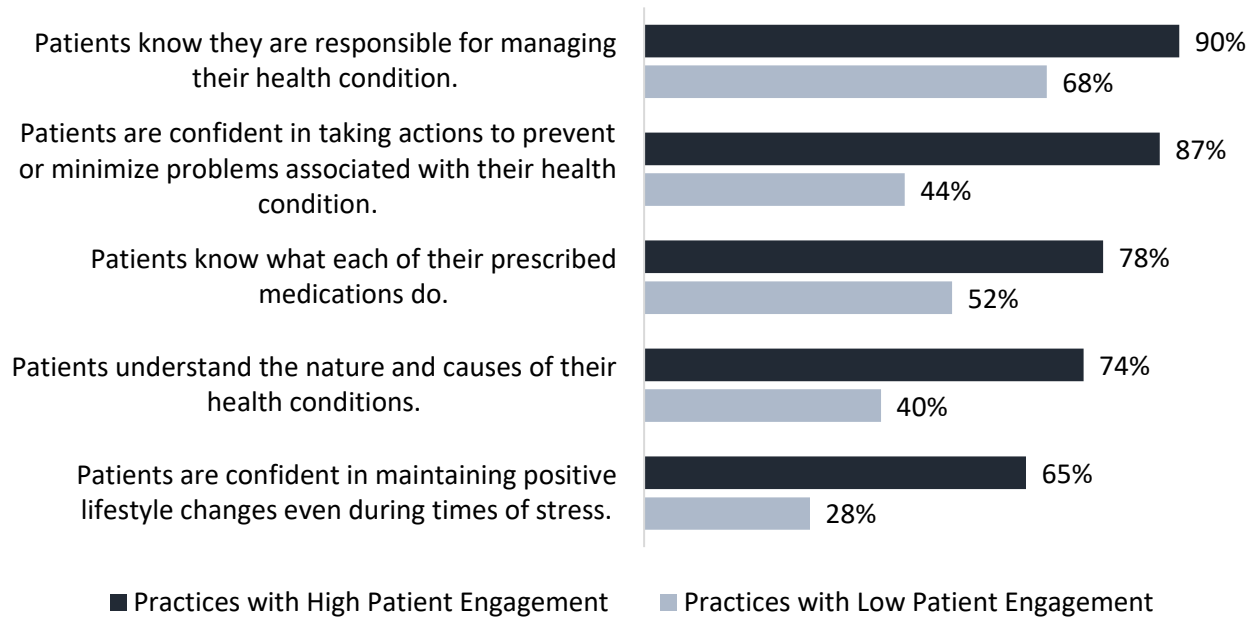 Patients know they are responsible for managing
their health condition.
90%
68%
Patients are confident in taking actions to prevent
or minimize problems associated with their health
condition.
87%
44%
Patients know what each of their prescribed
medications do.
78%
52%
Patients understand the nature and causes of their
health conditions.
74%
40%
Patients are confident in maintaining positive
lifestyle changes even during times of stress.
65%
28%
Practices with High Patient Engagement
Practices with Low Patient Engagement